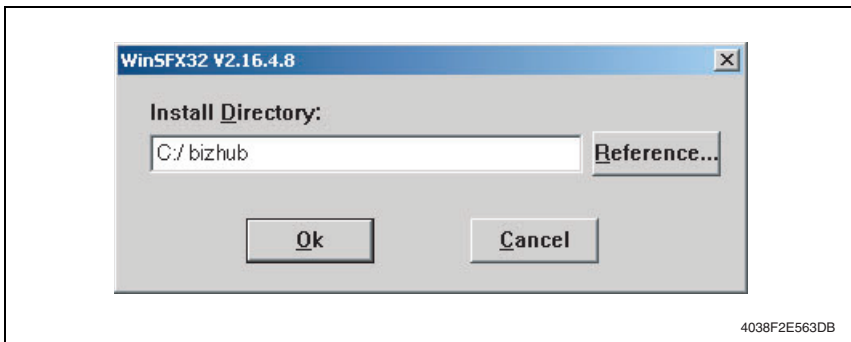 WinSFX32 V2.16.4.8
Install Directory:
C:/ bizhub
Reference...
Ok
Cancel
4038F2E563DB